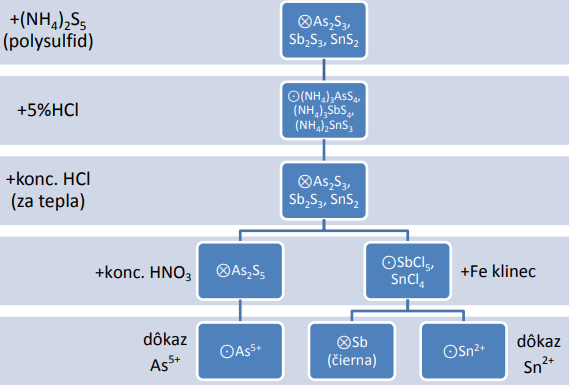 +(NH₄)₂S₅
(polysulfid)
⊗As₂S₃,
Sb₂S₃, SnS₂
+5%HCl
⊙(NH₄)₃AsS₄,
(NH₄)₃SbS₄,
(NH₄)₂SnS₃
+konc. HCl
(za tepla)
⊗As₂S₃,
Sb₂S₃, SnS₂
+konc. HNO₃
⊗As₂S₅
⊙SbCl₅,
SnCl₄
+Fe klinec
dôkaz
As⁵⁺
⊙As⁵⁺
⊗Sb
(čierna)
⊙Sn²⁺
dôkaz
Sn²⁺